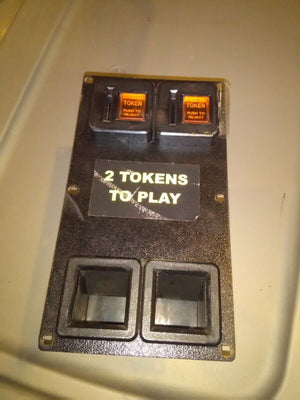 TOKEN
PUSH TO
REJECT
TOKEN
PUSH TO
REJECT
2 TOKENS
TO PLAY